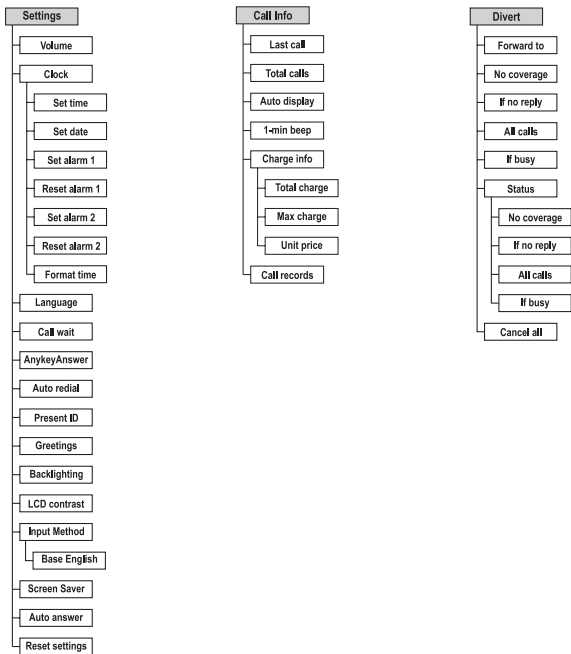 Settings
Volume
Clock
Set time
Set date
Set alarm 1
Reset alarm 1
Set alarm 2
Reset alarm 2
Format time
Language
Call wait
AnykeyAnswer
Auto redial
Present ID
Greetings
Backlighting
LCD contrast
Input Method
Base English
Screen Saver
Auto answer
Reset settings
Call Info
Last call
Total calls
Auto display
1-min beep
Charge info
Total charge
Max charge
Unit price
Call records
Divert
Forward to
No coverage
If no reply
All calls
If busy
Status
No coverage
If no reply
All calls
If busy
Cancel all